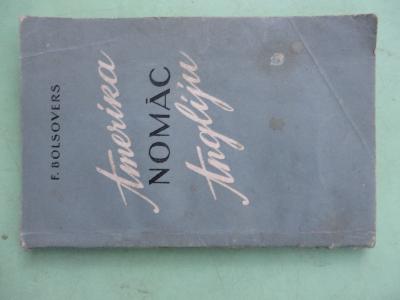 F. BOLSOVERS
Amerika
NOMĀC
Angliju